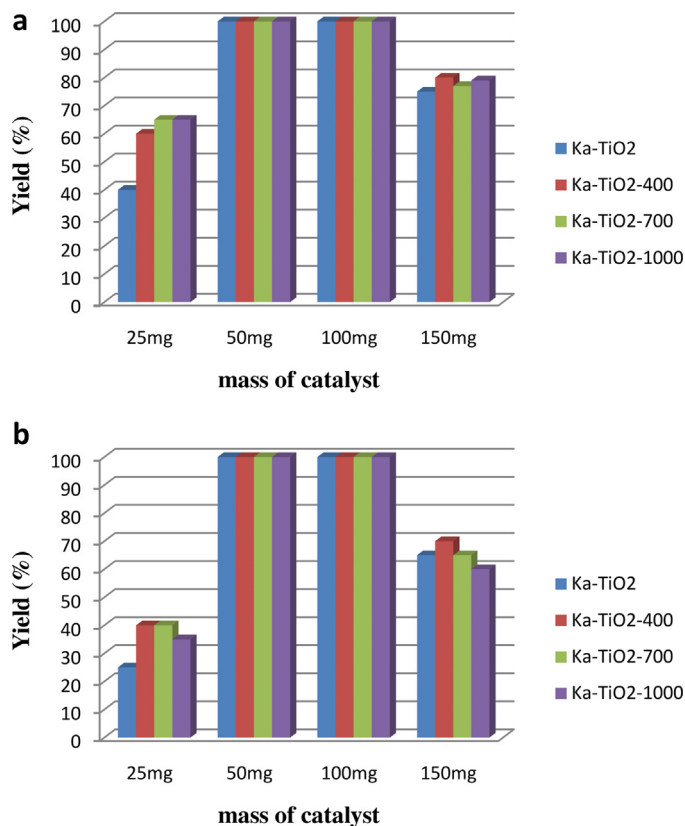 a
Yield (%)
100
90
80
70
60
50
40
30
20
10
0
25mg 50mg 100mg 150mg
mass of catalyst
Ka-TiO2
Ka-TiO2-400
Ka-TiO2-700
Ka-TiO2-1000
b
Yield (%)
100
90
80
70
60
50
40
30
20
10
0
25mg 50mg 100mg 150mg
mass of catalyst
Ka-TiO2
Ka-TiO2-400
Ka-TiO2-700
Ka-TiO2-1000